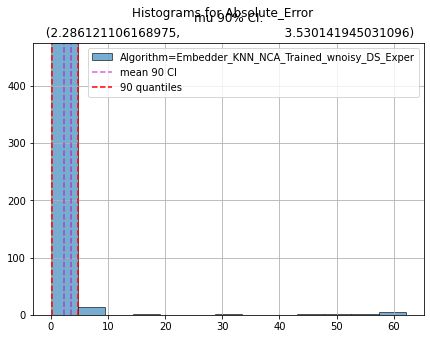 Histograms for Absolute_Error
mu 90% CI:
(2.286121106168975, 3.530141945031096)
Algorithm=Embedder_KNN_NCA_Trained_wnoisy_DS_Exper
mean 90 CI
90 quantiles
400
300
200
100
0
0 10 20 30 40 50 60